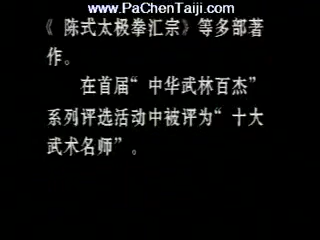 www.PaChenTaiji.com
《陈式太极拳汇宗》等多部著
作。
在首届“中华武林百杰”
系列评选活动中被评为“十大
武术名师”。